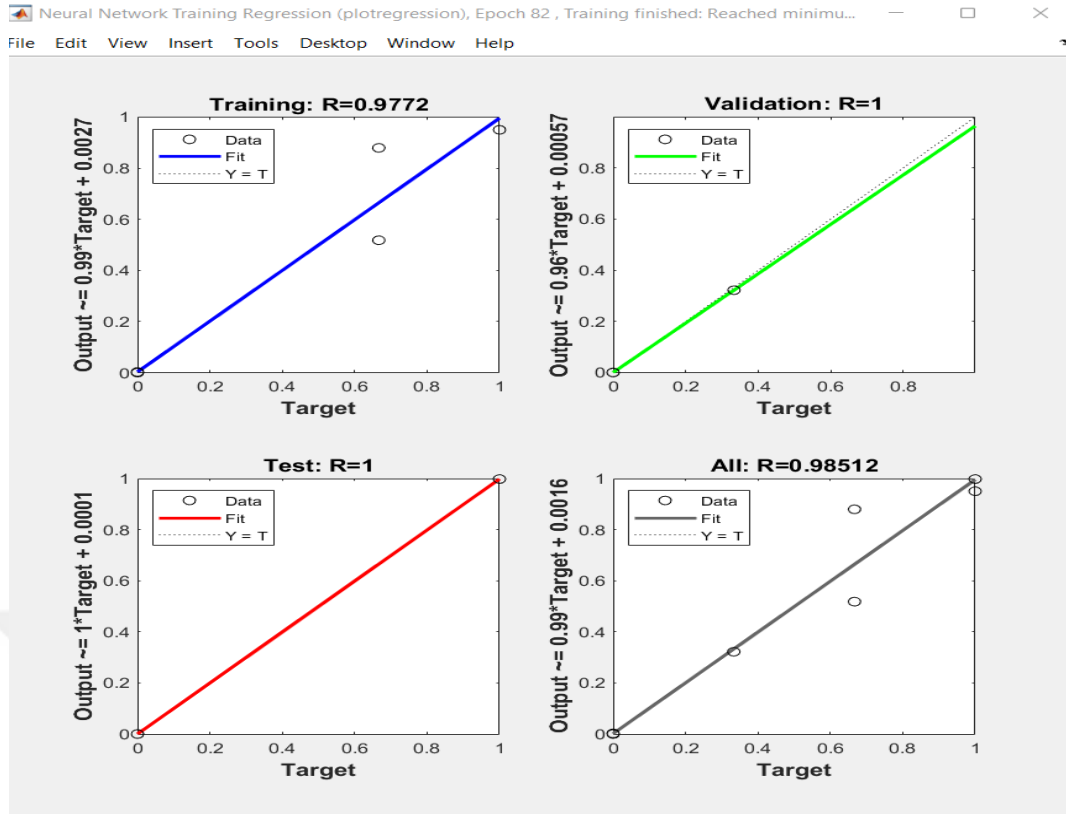 Neural Network Training Regression (plotregression), Epoch 82 , Training finished: Reached minimu...
File Edit View Insert Tools Desktop Window Help
Training: R=0.9772
Output ~= 0.99*Target + 0.0027
Data
Fit
Y = T
1
0.8
0.6
0.4
0.2
0
0 0.2 0.4 0.6 0.8 1
Target
Validation: R=1
Output ~= 0.96*Target + 0.00057
Data
Fit
Y = T
0.8
0.6
0.4
0.2
0
0 0.2 0.4 0.6 0.8
Target
Test: R=1
Output ~= 1*Target + 0.0001
Data
Fit
Y = T
1
0.8
0.6
0.4
0.2
0
0 0.2 0.4 0.6 0.8 1
Target
All: R=0.98512
Output ~= 0.99*Target + 0.0016
Data
Fit
Y = T
1
0.8
0.6
0.4
0.2
0
0 0.2 0.4 0.6 0.8 1
Target